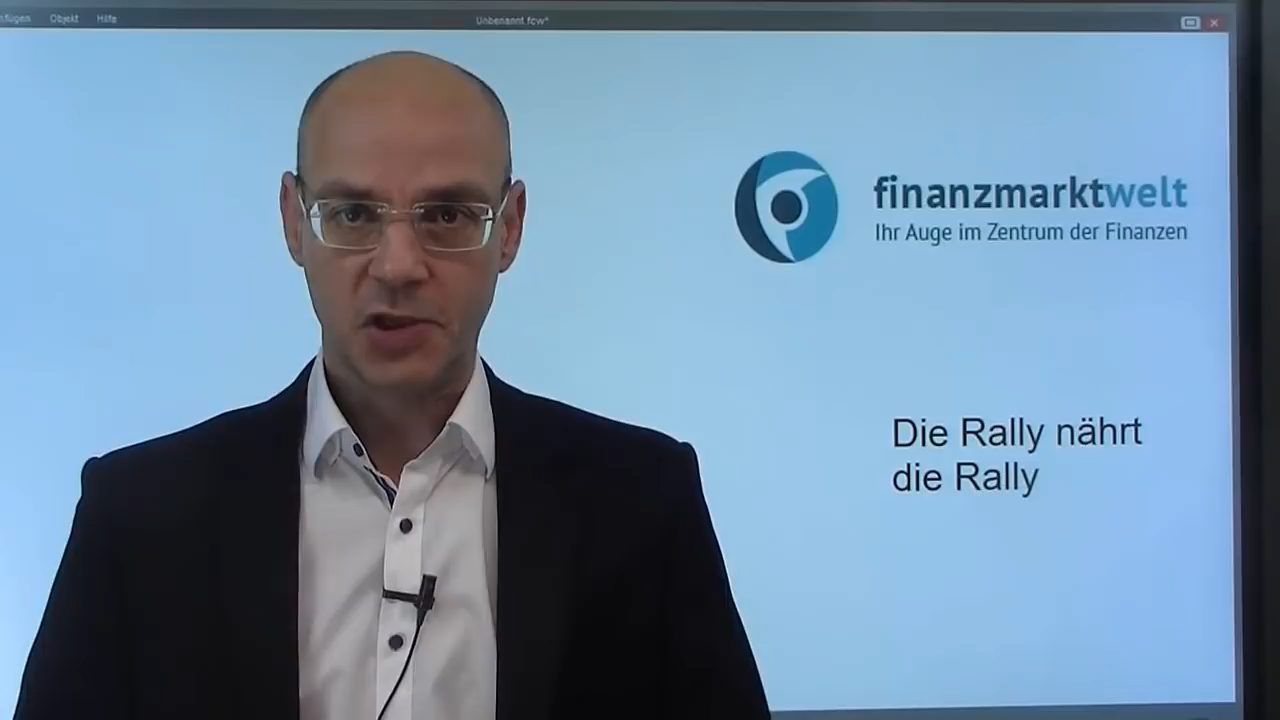 Objekt Hilfe Unbenannt.fcw*
finanzmarktwelt
Ihr Auge im Zentrum der Finanzen
Die Rally nährt
die Rally